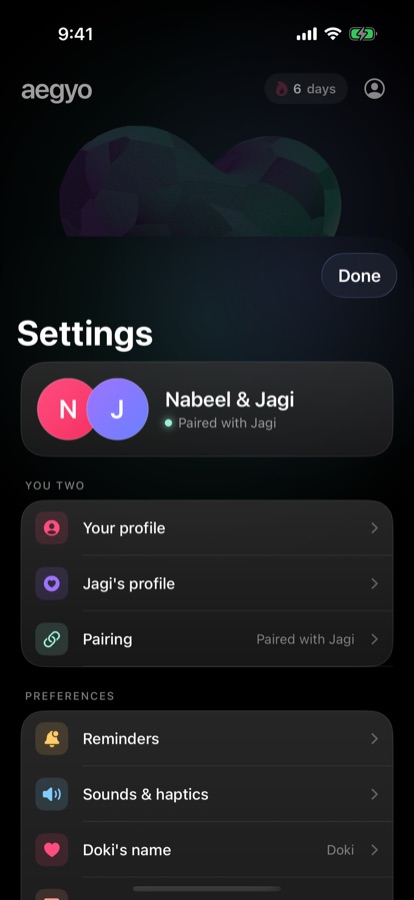 9:41
aegyo
6 days
Done
Settings
N
J
Nabeel & Jagi
Paired with Jagi
YOU TWO
Your profile
Jagi's profile
Pairing
Paired with Jagi
PREFERENCES
Reminders
Sounds & haptics
Doki's name
Doki